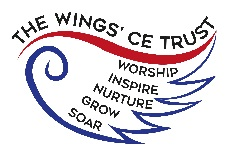 THE WINGS' CE TRUST
WORSHIP
INSPIRE
NURTURE
GROW
SOAR